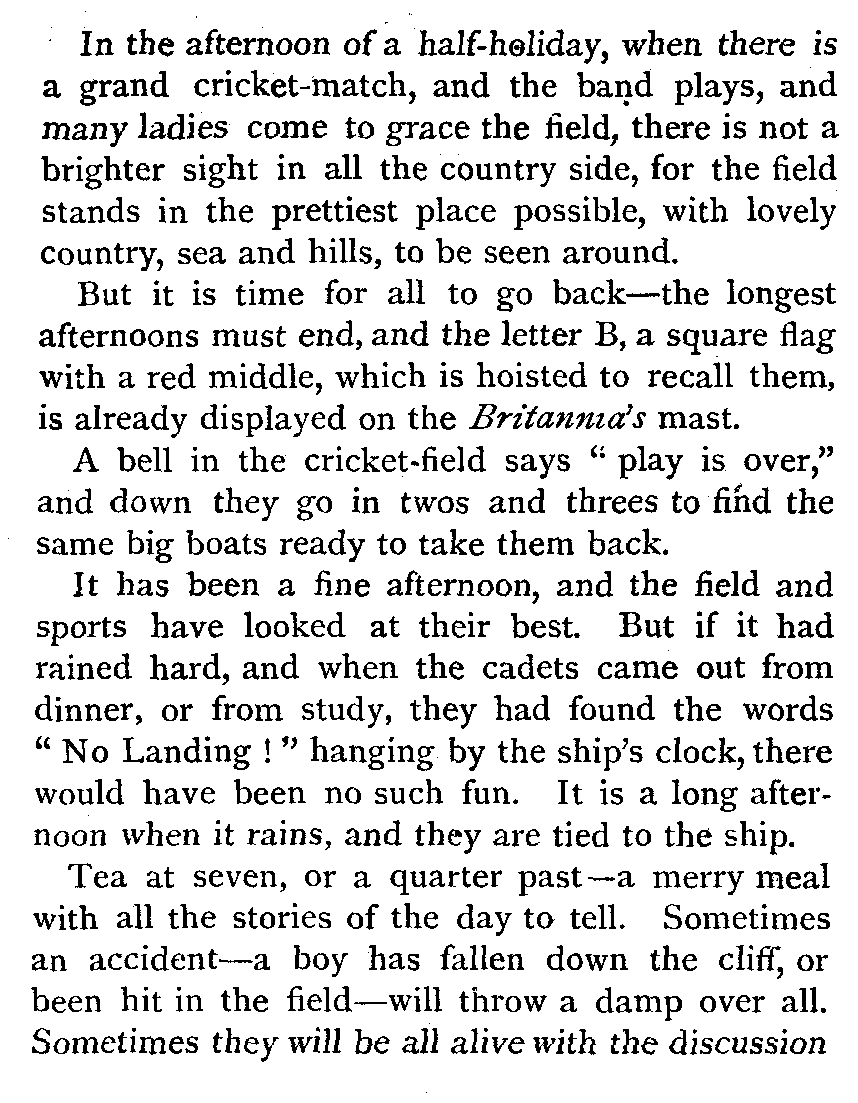 In the afternoon of a half-holiday, when there is
a grand cricket-match, and the band plays, and
many ladies come to grace the field, there is not a
brighter sight in all the country side, for the field
stands in the prettiest place possible, with lovely
country, sea and hills, to be seen around.
But it is time for all to go back—the longest
afternoons must end, and the letter B, a square flag
with a red middle, which is hoisted to recall them,
is already displayed on the Britannia's mast.
A bell in the cricket-field says “ play is over,”
and down they go in twos and threes to find the
same big boats ready to take them back.
It has been a fine afternoon, and the field and
sports have looked at their best. But if it had
rained hard, and when the cadets came out from
dinner, or from study, they had found the words
“ No Landing ! ” hanging by the ship's clock, there
would have been no such fun. It is a long after-
noon when it rains, and they are tied to the ship.
Tea at seven, or a quarter past—a merry meal
with all the stories of the day to tell. Sometimes
an accident—a boy has fallen down the cliff, or
been hit in the field—will throw a damp over all.
Sometimes they will be all alive with the discussion